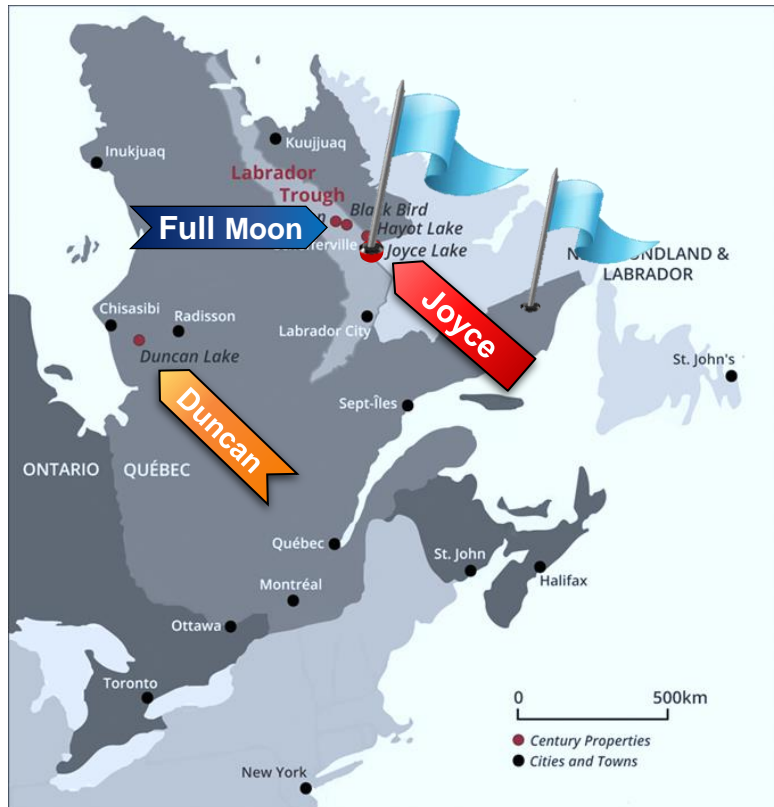 Inukjuaq
Kuujjuaq
Labrador
Trough
Black Bird
Full Moon
Hayot Lake
Joyce Lake
LABRADOR
Joyce
Chisasibi
Radisson
Labrador City
Duncan Lake
St. John's
Duncan
Sept-Îles
ONTARIO
QUÉBEC
Québec
St. John
Halifax
Montréal
Ottawa
Toronto
0
500km
Century Properties
Cities and Towns
New York